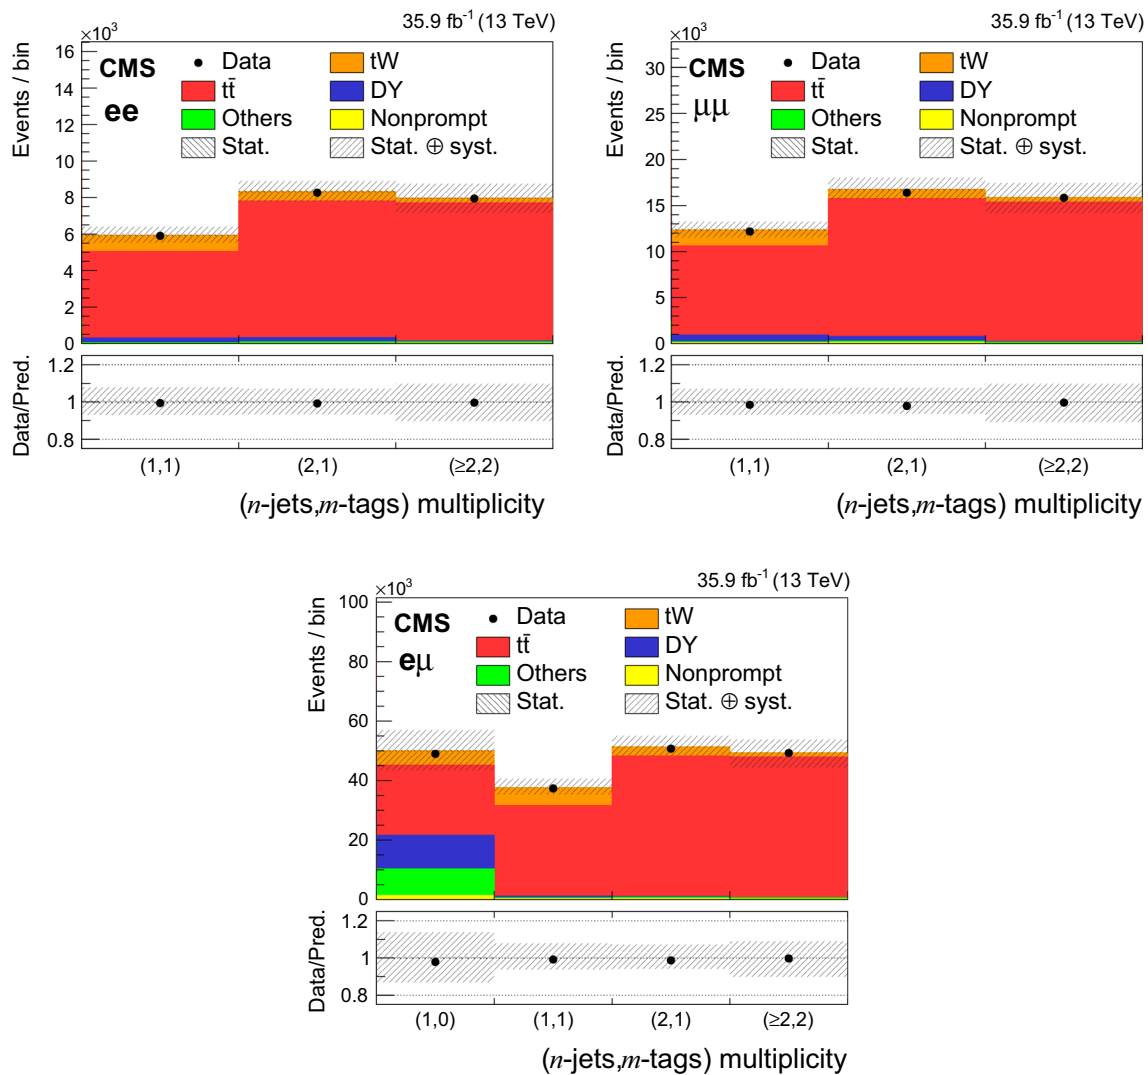 35.9 fb⁻¹ (13 TeV)
×10³
Events / bin
16
14
12
10
8
6
4
2
0
CMS
ee
Data
tW
tt̄
DY
Others
Nonprompt
Stat.
Stat. ⊕ syst.
Data/Pred.
1.2
1
0.8
(1,1)
(2,1)
(≥2,2)
(n-jets,m-tags) multiplicity
35.9 fb⁻¹ (13 TeV)
×10³
Events / bin
30
25
20
15
10
5
0
CMS
μμ
Data
tW
tt̄
DY
Others
Nonprompt
Stat.
Stat. ⊕ syst.
Data/Pred.
1.2
1
0.8
(1,1)
(2,1)
(≥2,2)
(n-jets,m-tags) multiplicity
35.9 fb⁻¹ (13 TeV)
×10³
Events / bin
100
80
60
40
20
0
CMS
eμ
Data
tW
tt̄
DY
Others
Nonprompt
Stat.
Stat. ⊕ syst.
Data/Pred.
1.2
1
0.8
(1,0)
(1,1)
(2,1)
(≥2,2)
(n-jets,m-tags) multiplicity